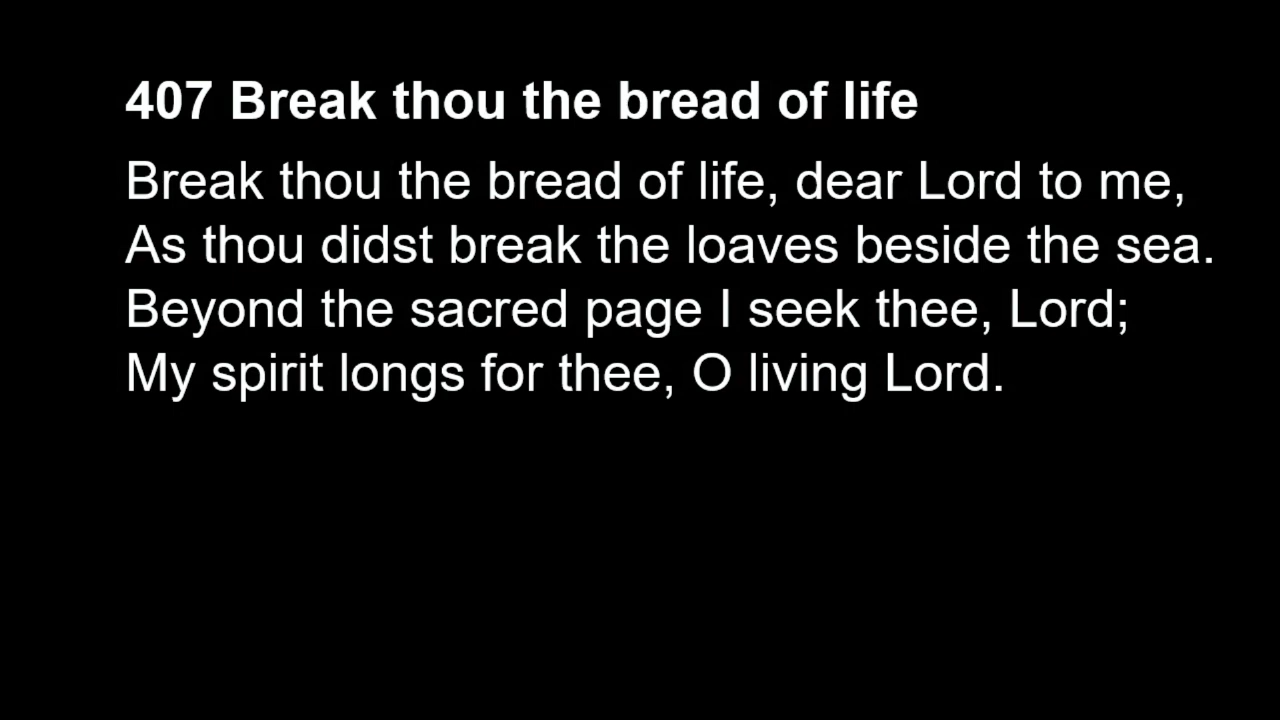 407 Break thou the bread of life
Break thou the bread of life, dear Lord to me,
As thou didst break the loaves beside the sea.
Beyond the sacred page I seek thee, Lord;
My spirit longs for thee, O living Lord.